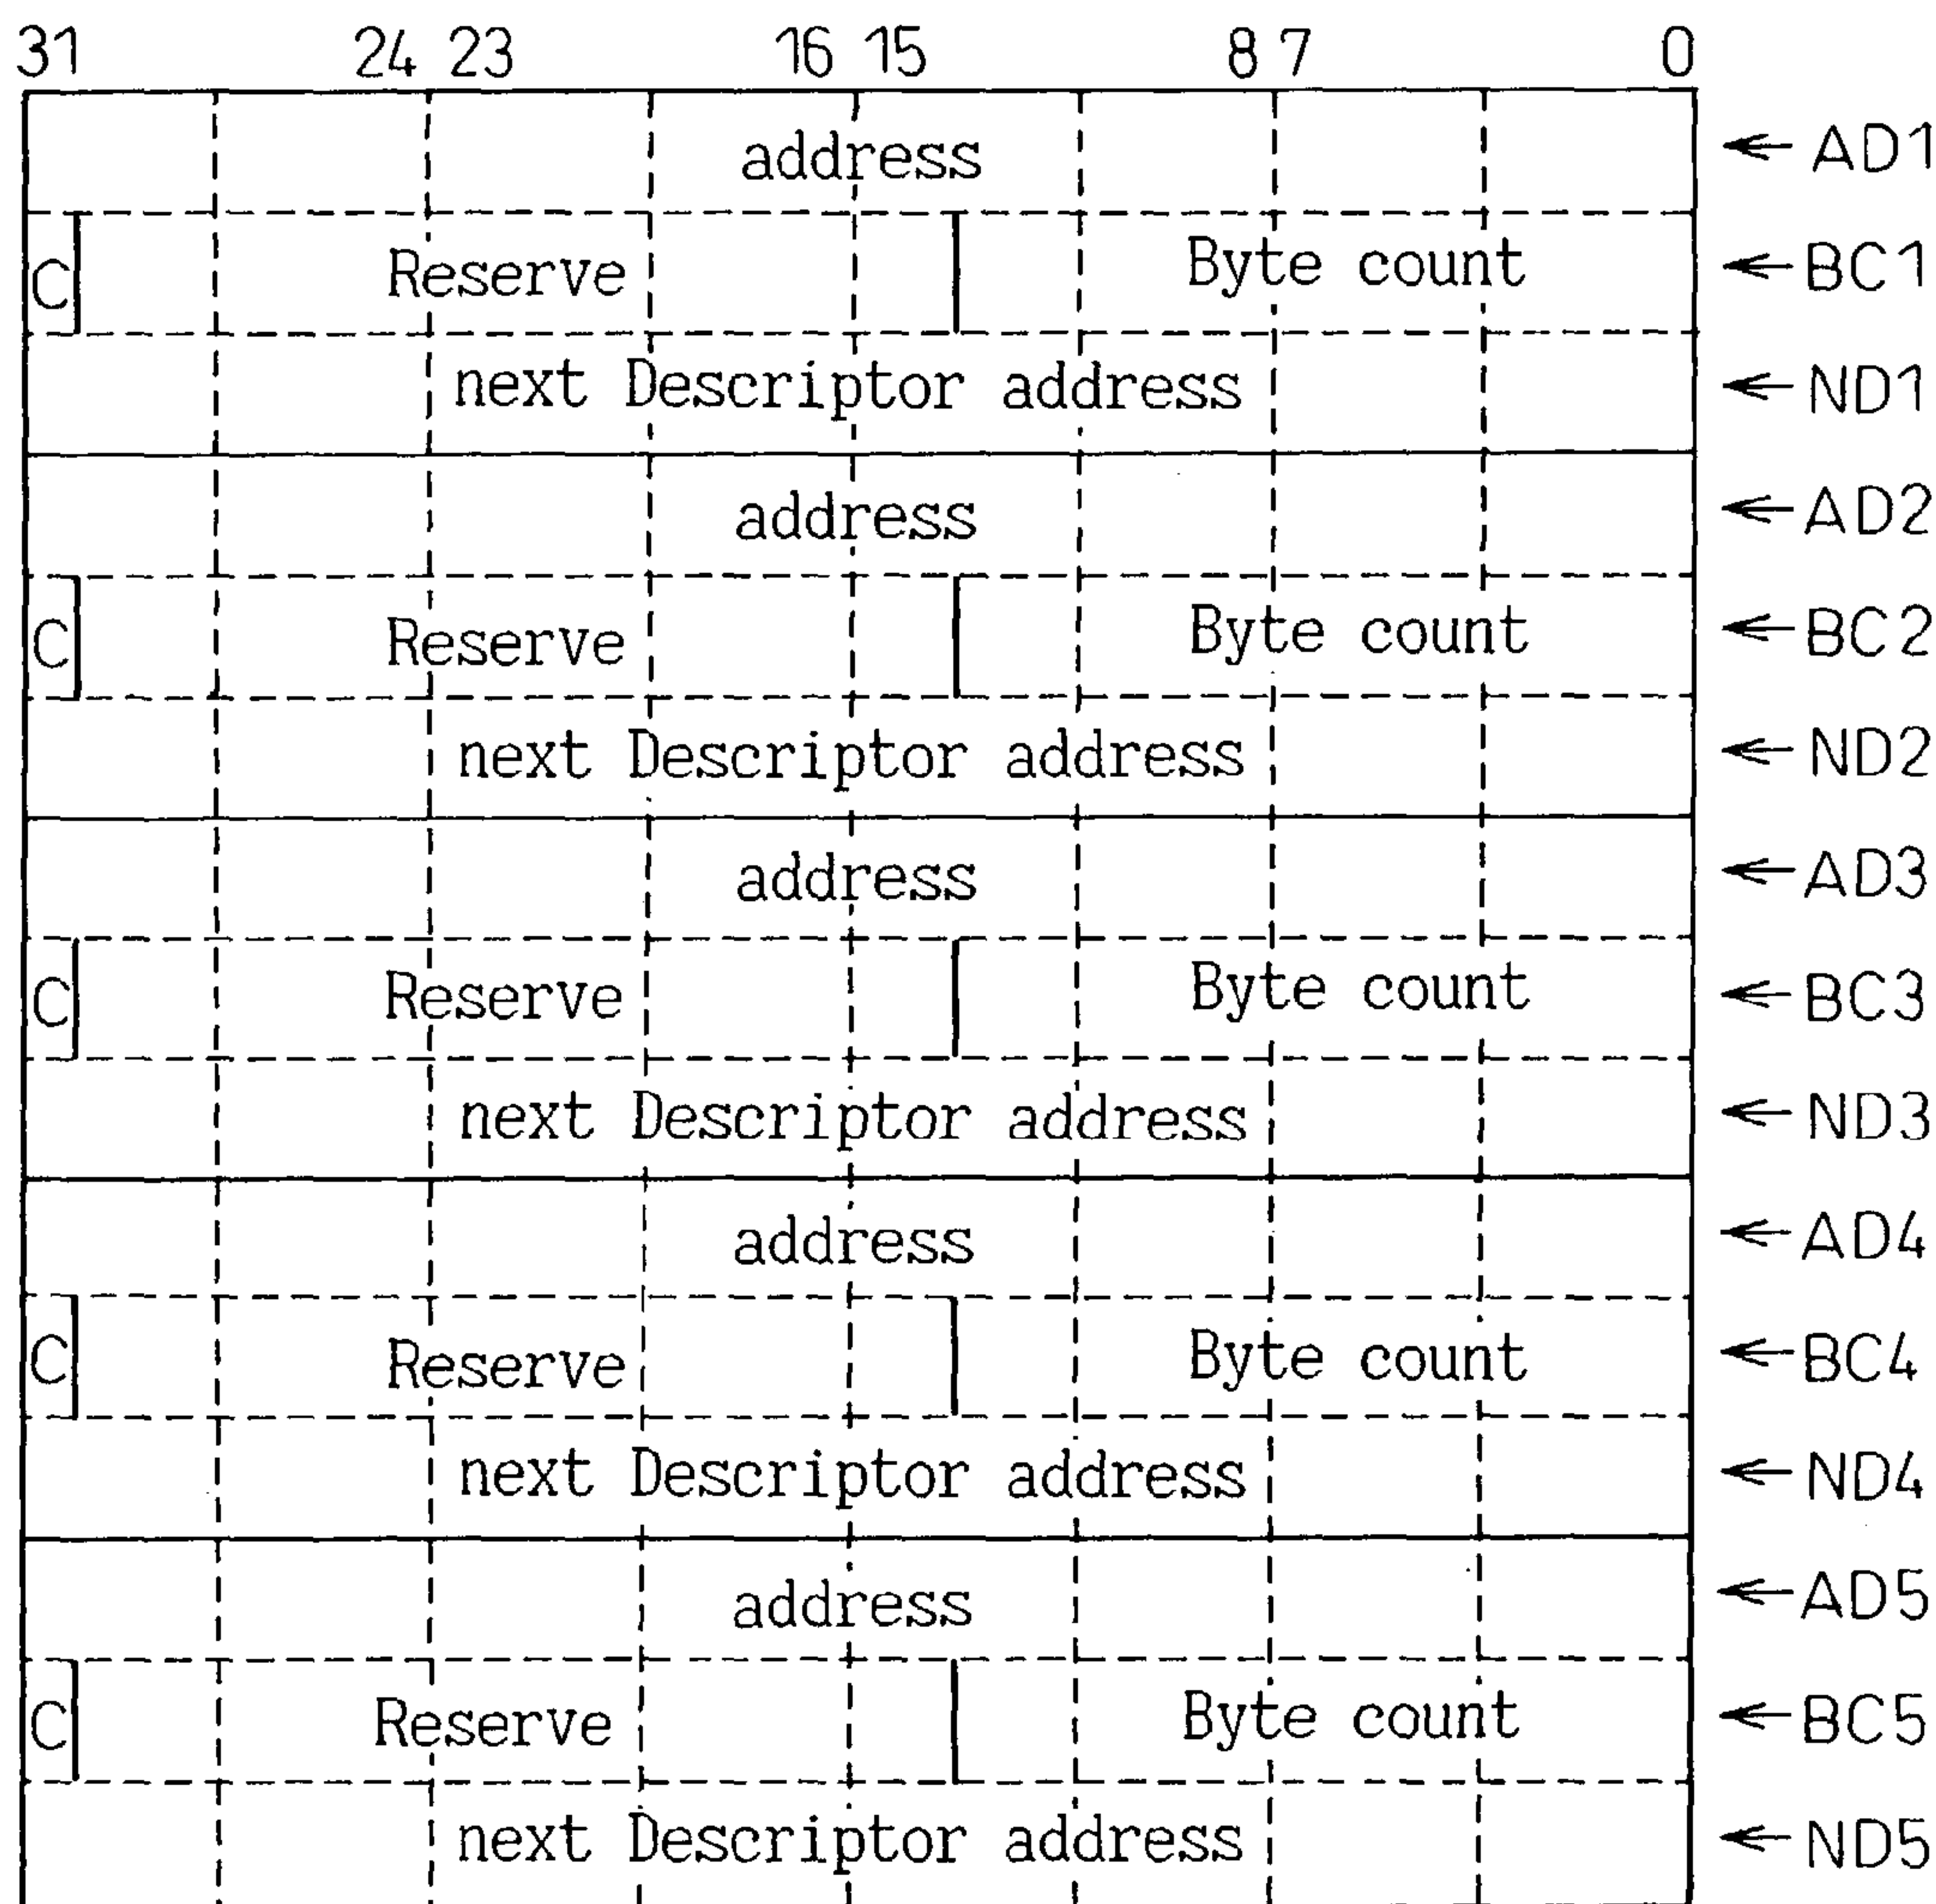 31 24 23 16 15 8 7 0
address ← AD1
C Reserve Byte count ← BC1
next Descriptor address ← ND1
address ← AD2
C Reserve Byte count ← BC2
next Descriptor address ← ND2
address ← AD3
C Reserve Byte count ← BC3
next Descriptor address ← ND3
address ← AD4
C Reserve Byte count ← BC4
next Descriptor address ← ND4
address ← AD5
C Reserve Byte count ← BC5
next Descriptor address ← ND5